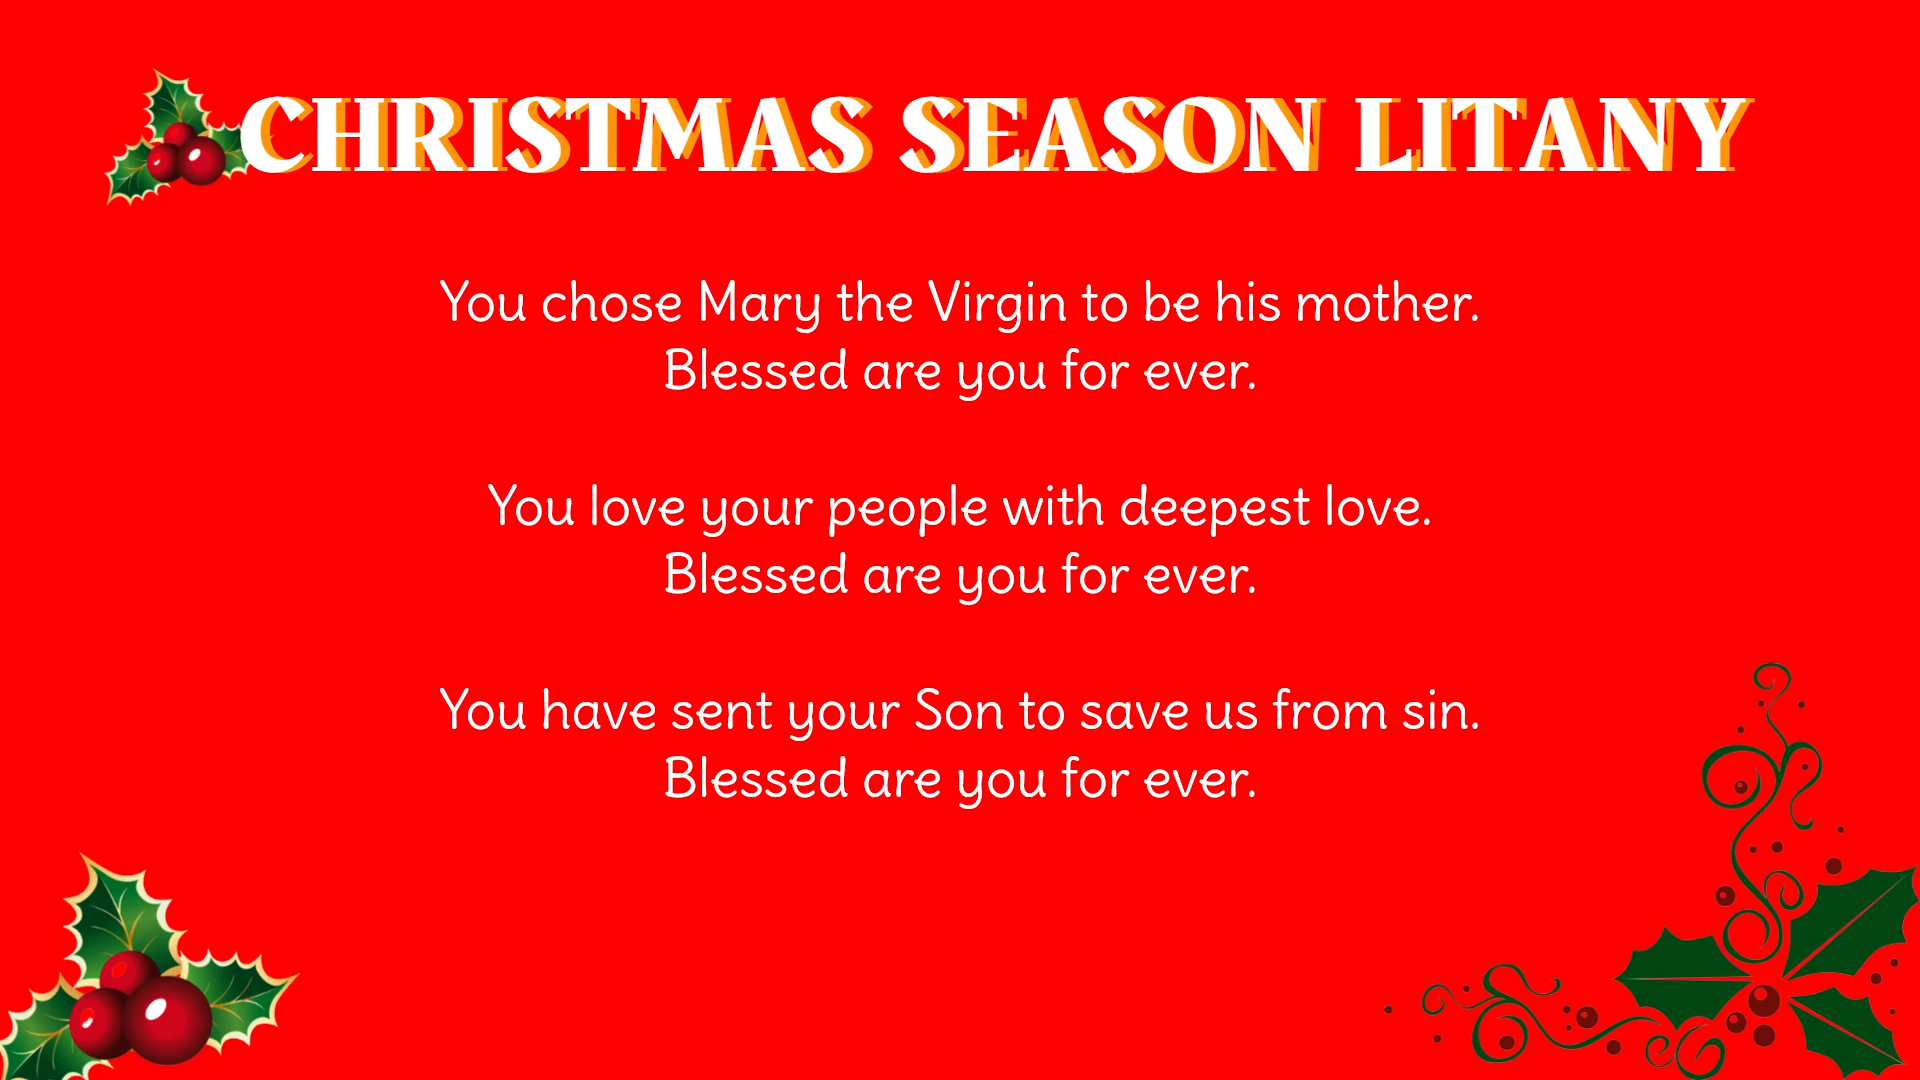 CHRISTMAS SEASON LITANY
You chose Mary the Virgin to be his mother.
Blessed are you for ever.
You love your people with deepest love.
Blessed are you for ever.
You have sent your Son to save us from sin.
Blessed are you for ever.